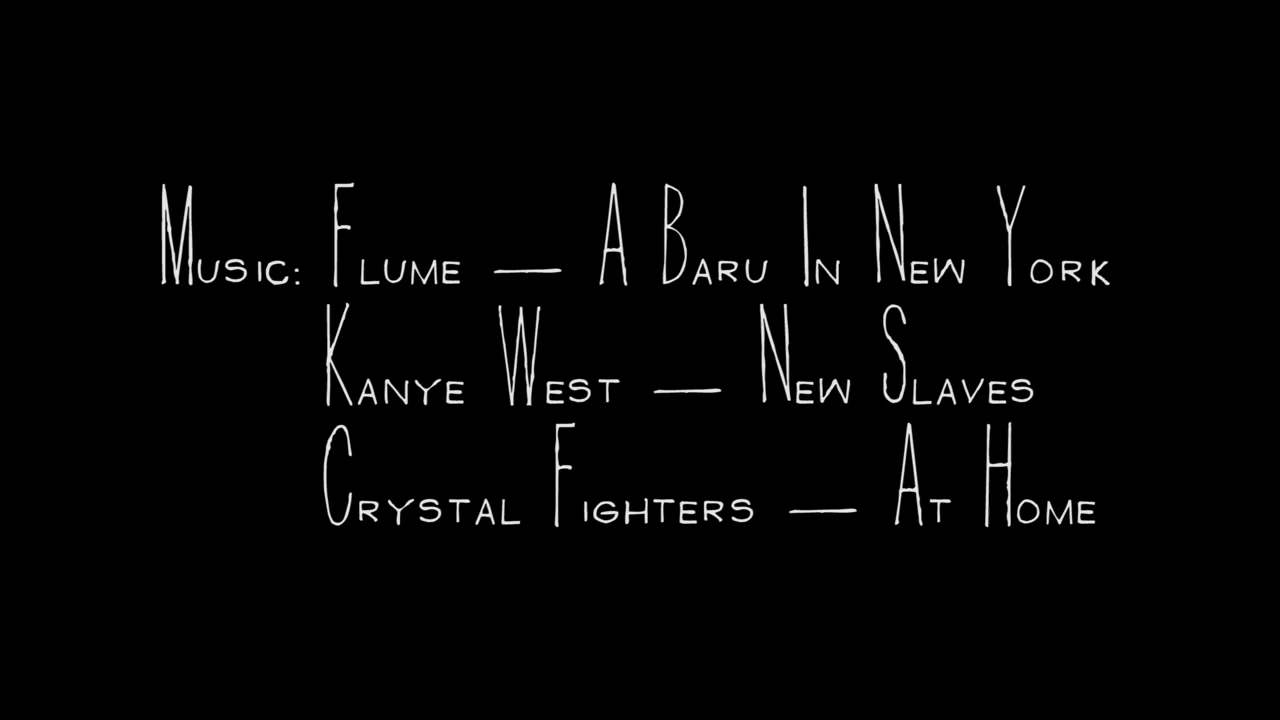 Music: Flume — A Baru In New York
Kanye West — New Slaves
Crystal Fighters — At Home